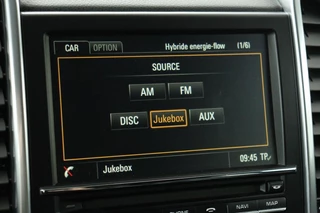 CAR OPTION Hybride energie-flow (1/6)
SOURCE
AM FM
DISC Jukebox AUX
Jukebox 09:45 TP
NAVI MAP